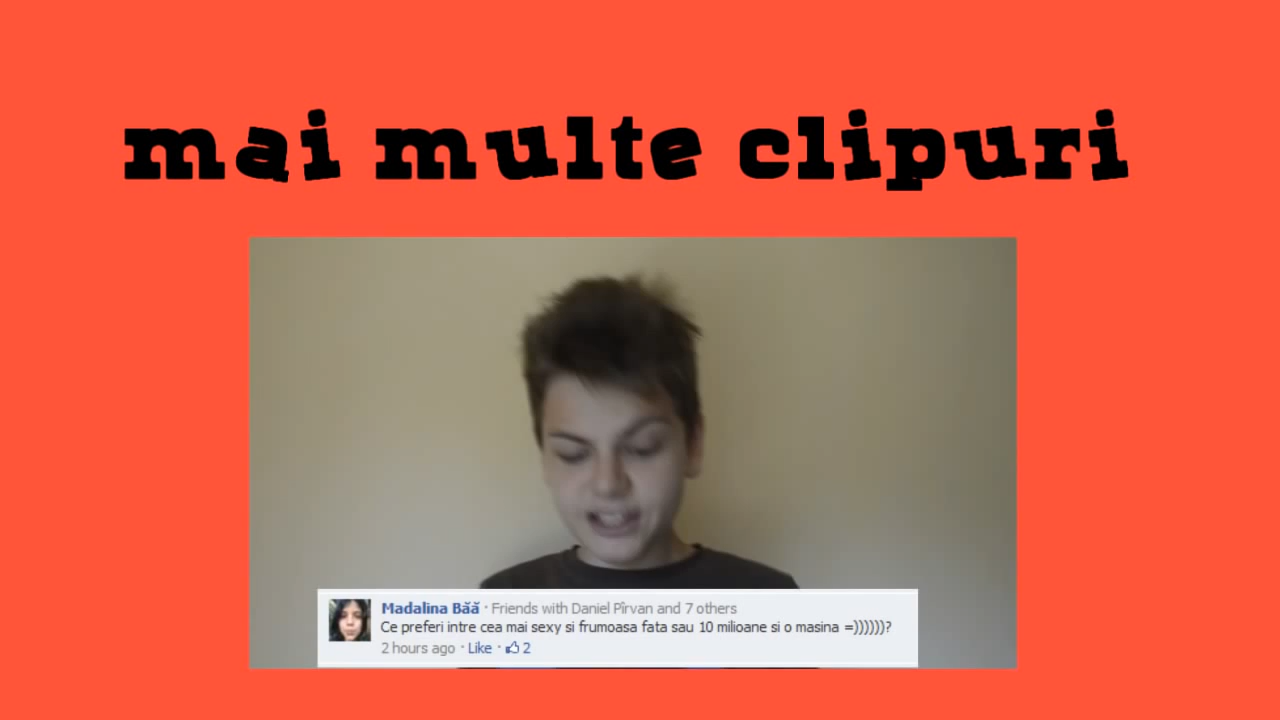 mai multe clipuri
Madalina Băă · Friends with Daniel Pîrvan and 7 others
Ce preferi intre cea mai sexy si frumoasa fata sau 10 milioane si o masina =))))))?
2 hours ago · Like · 2